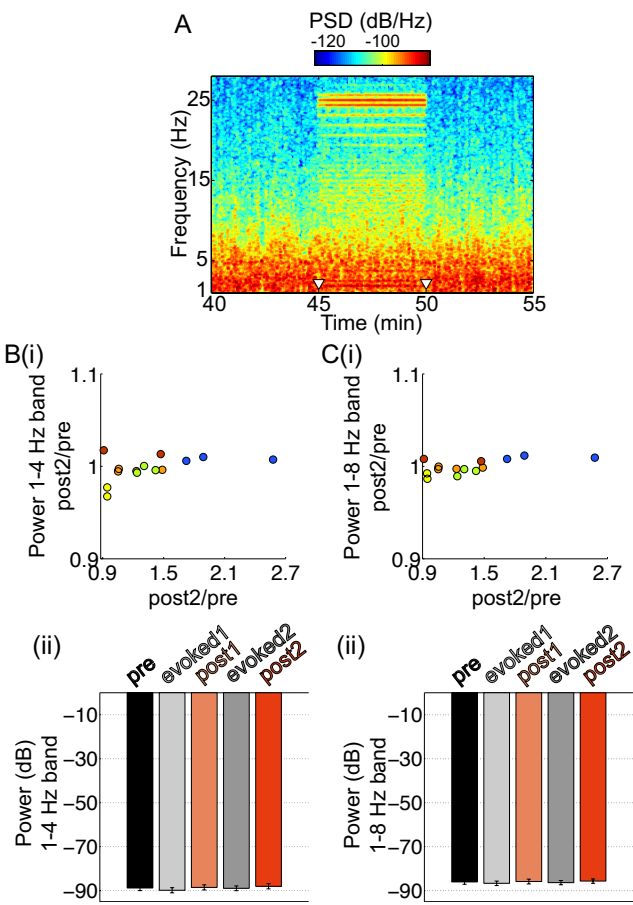 A
PSD (dB/Hz)
-120 -100
Frequency (Hz)
25
15
5
1
40 45 50 55
Time (min)
B(i)
Power 1-4 Hz band
post2/pre
1.1
1
0.9
0.9 1.5 2.1 2.7
post2/pre
C(i)
Power 1-8 Hz band
post2/pre
1.1
1
0.9
0.9 1.5 2.1 2.7
post2/pre
(ii)
pre evoked1 post1 evoked2 post2
Power (dB)
1-4 Hz band
−10
−30
−50
−70
−90
(ii)
pre evoked1 post1 evoked2 post2
Power (dB)
1-8 Hz band
−10
−30
−50
−70
−90